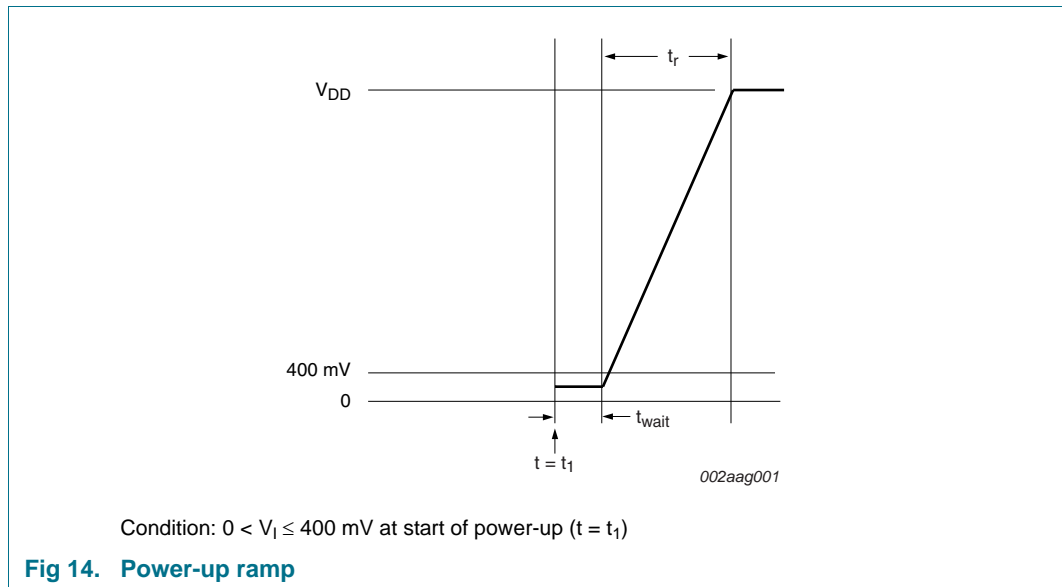 t_r
V_DD
400 mV
0
t_wait
t = t_1
002aag001
Condition: 0 < V_I ≤ 400 mV at start of power-up (t = t_1)
Fig 14. Power-up ramp